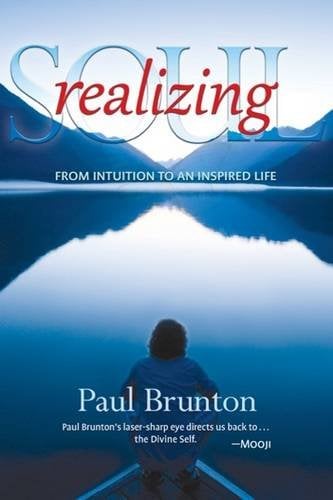 realizing
SOUL
FROM INTUITION TO AN INSPIRED LIFE
Paul Brunton
Paul Brunton's laser-sharp eye directs us back to . . .
the Divine Self.
—MOOJI